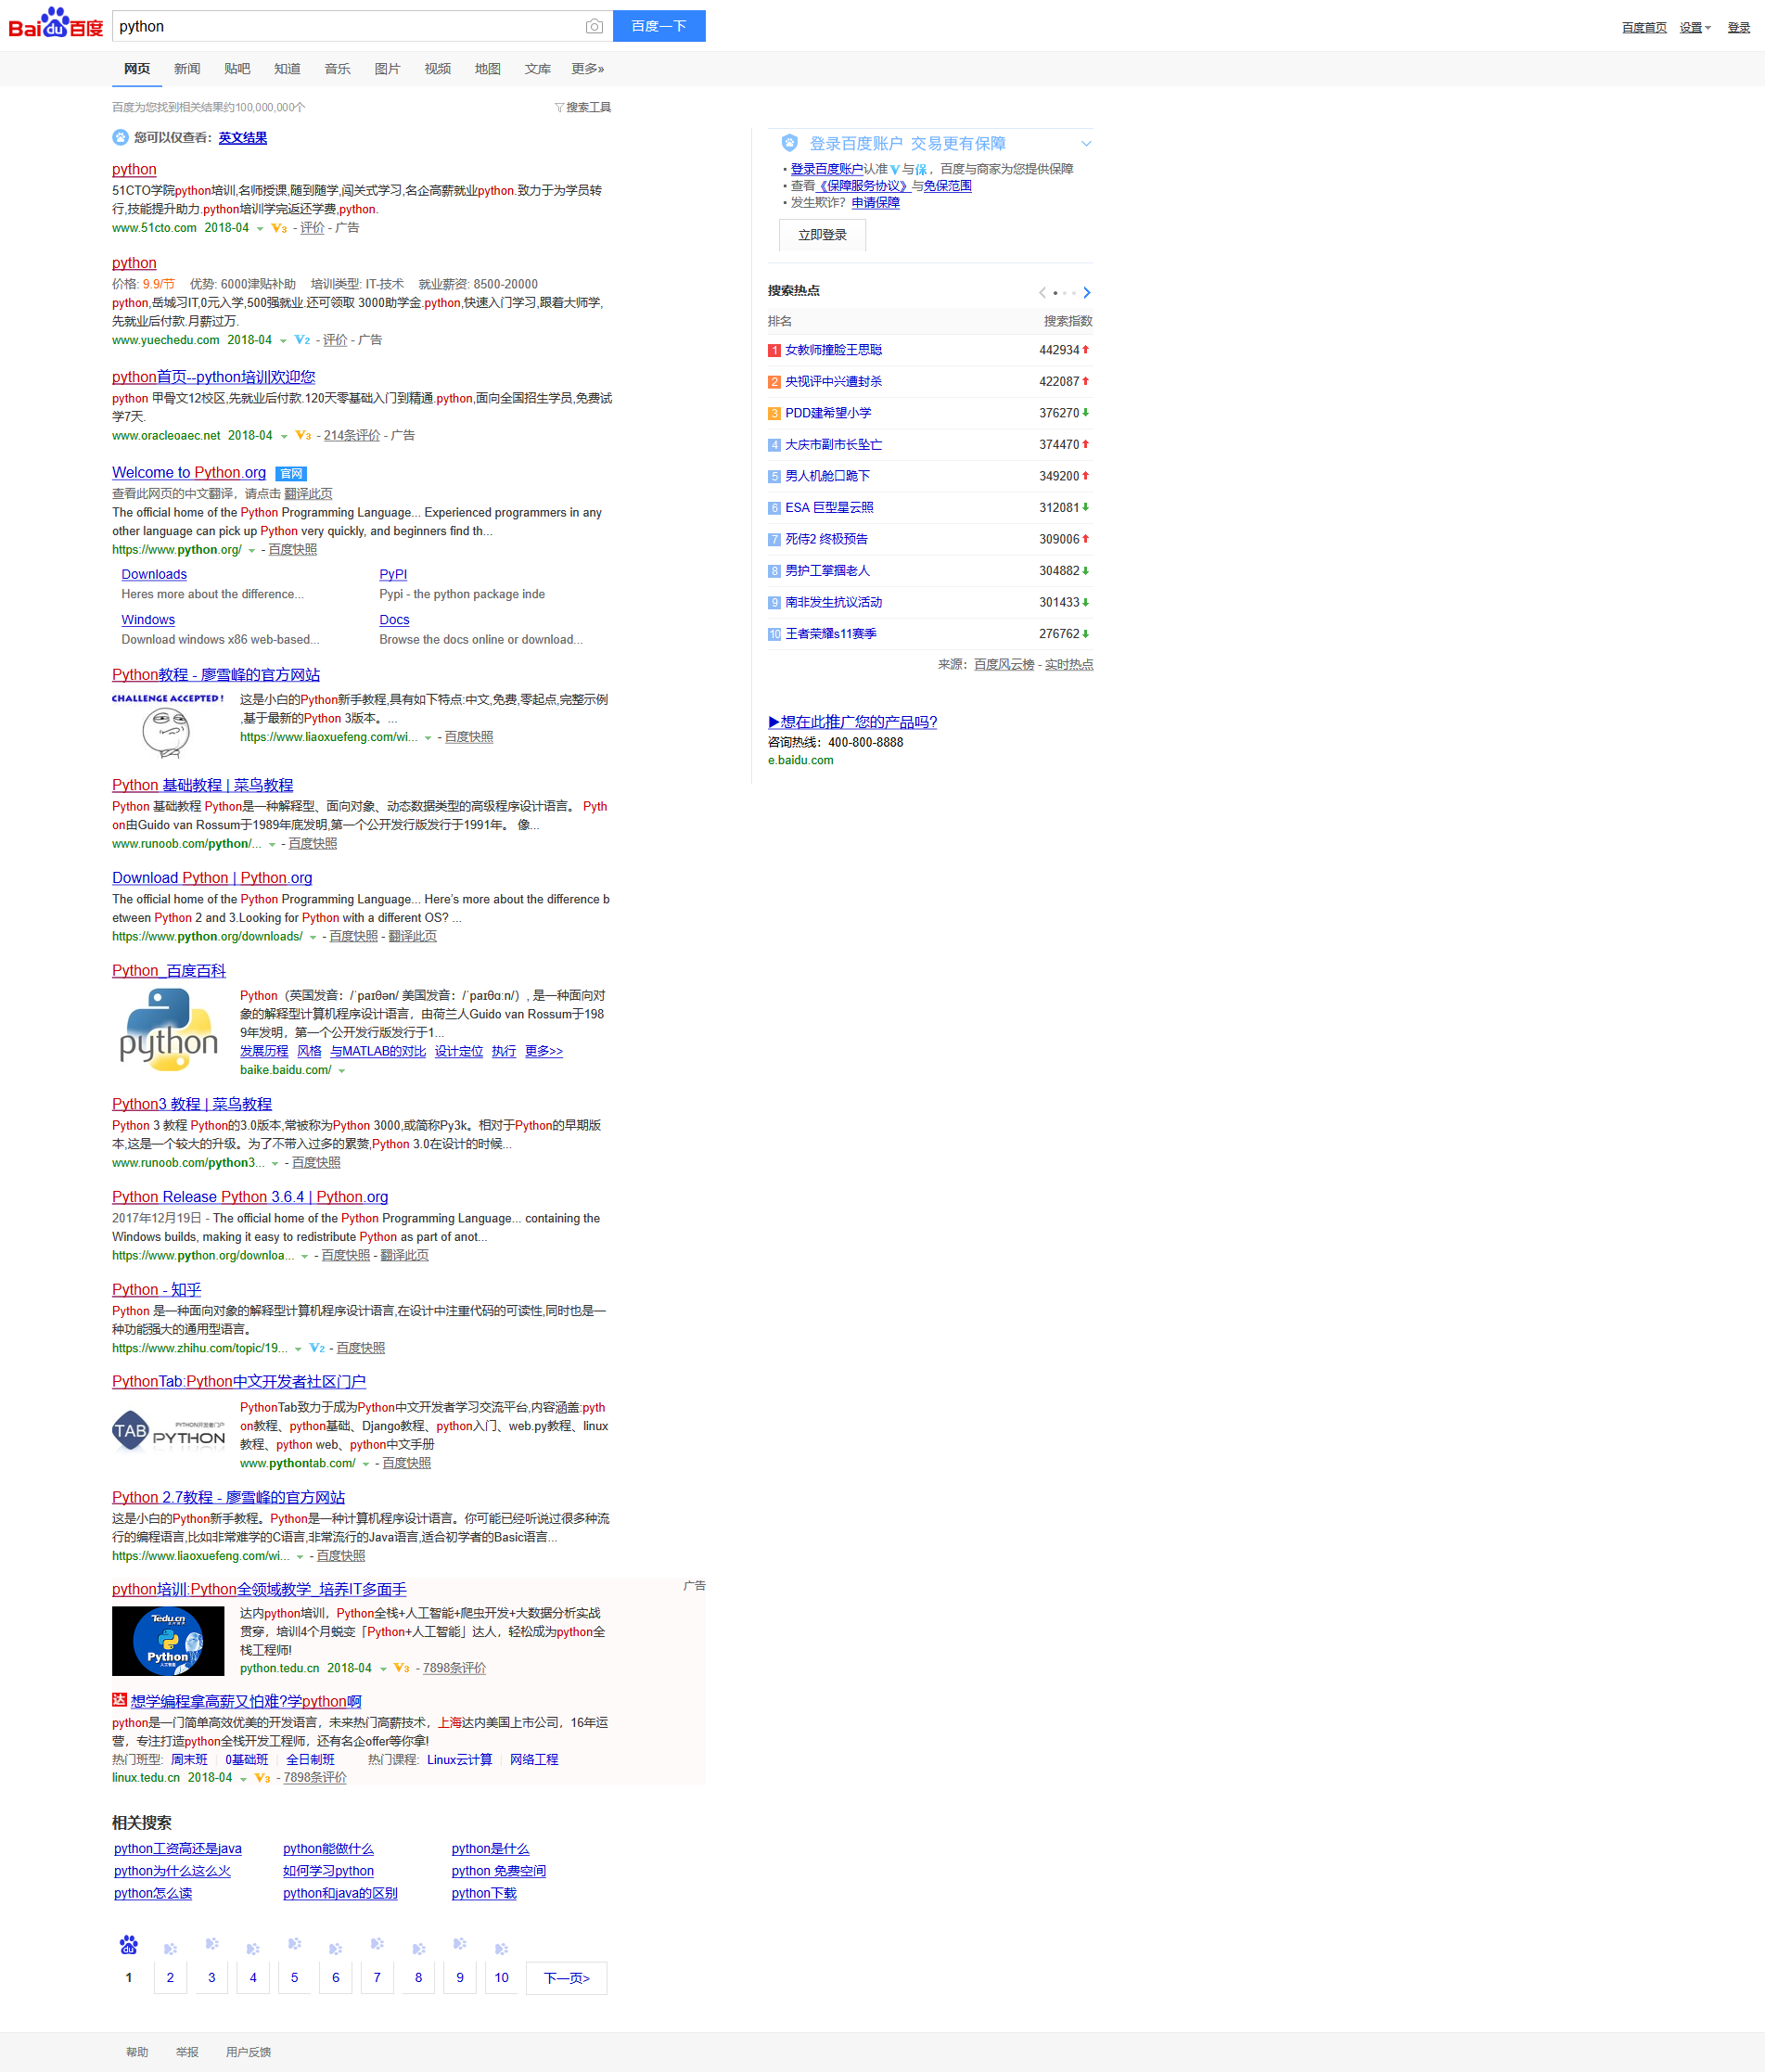 Bai du 百度 python 百度一下 百度首页 设置 登录
网页 新闻 贴吧 知道 音乐 图片 视频 地图 文库 更多»
百度为您找到相关结果约100,000,000个 搜索工具
您可以仅查看：英文结果
python
51CTO学院python培训,名师授课,随到随学,闯关式学习,名企高薪就业python.致力于为学员转
行,技能提升助力.python培训学完返还学费,python.
www.51cto.com 2018-04 V3 - 评价 - 广告
python
价格: 9.9/节 优势: 6000津贴补助 培训类型: IT-技术 就业薪资: 8500-20000
python,岳城习IT,0元入学,500强就业.还可领取 3000助学金.python,快速入门学习,跟着大师学,
先就业后付款.月薪过万.
www.yuechedu.com 2018-04 V2 - 评价 - 广告
python首页--python培训欢迎您
python 甲骨文12校区,先就业后付款.120天零基础入门到精通.python,面向全国招生学员,免费试
学7天.
www.oracleoaec.net 2018-04 V3 - 214条评价 - 广告
Welcome to Python.org 官网
查看此网页的中文翻译，请点击 翻译此页
The official home of the Python Programming Language... Experienced programmers in any
other language can pick up Python very quickly, and beginners find th...
https://www.python.org/ - 百度快照
Downloads PyPI
Heres more about the difference... Pypi - the python package inde
Windows Docs
Download windows x86 web-based... Browse the docs online or download...
Python教程 - 廖雪峰的官方网站
CHALLENGE ACCEPTED!
这是小白的Python新手教程,具有如下特点:中文,免费,零起点,完整示例
,基于最新的Python 3版本。...
https://www.liaoxuefeng.com/wi... - 百度快照
Python 基础教程 | 菜鸟教程
Python 基础教程 Python是一种解释型、面向对象、动态数据类型的高级程序设计语言。 Pyth
on由Guido van Rossum于1989年底发明,第一个公开发行版发行于1991年。 像...
www.runoob.com/python/... - 百度快照
Download Python | Python.org
The official home of the Python Programming Language... Here's more about the difference b
etween Python 2 and 3.Looking for Python with a different OS? ...
https://www.python.org/downloads/ - 百度快照 - 翻译此页
Python_百度百科
python
Python（英国发音：/ˈpaɪθən/ 美国发音：/ˈpaɪθɑːn/）, 是一种面向对
象的解释型计算机程序设计语言，由荷兰人Guido van Rossum于198
9年发明，第一个公开发行版发行于1...
发展历程 风格 与MATLAB的对比 设计定位 执行 更多>>
baike.baidu.com/
Python3 教程 | 菜鸟教程
Python 3 教程 Python的3.0版本,常被称为Python 3000,或简称Py3k。相对于Python的早期版
本,这是一个较大的升级。为了不带入过多的累赘,Python 3.0在设计的时候...
www.runoob.com/python3... - 百度快照
Python Release Python 3.6.4 | Python.org
2017年12月19日 - The official home of the Python Programming Language... containing the
Windows builds, making it easy to redistribute Python as part of anot...
https://www.python.org/downloa... - 百度快照 - 翻译此页
Python - 知乎
Python 是一种面向对象的解释型计算机程序设计语言,在设计中注重代码的可读性,同时也是一
种功能强大的通用型语言。
https://www.zhihu.com/topic/19... V2 - 百度快照
PythonTab:Python中文开发者社区门户
TAB PYTHON开发者门户
PYTHON
PythonTab致力于成为Python中文开发者学习交流平台,内容涵盖:pyth
on教程、python基础、Django教程、python入门、web.py教程、linux
教程、python web、python中文手册
www.pythontab.com/ - 百度快照
Python 2.7教程 - 廖雪峰的官方网站
这是小白的Python新手教程。Python是一种计算机程序设计语言。你可能已经听说过很多种流
行的编程语言,比如非常难学的C语言,非常流行的Java语言,适合初学者的Basic语言...
https://www.liaoxuefeng.com/wi... - 百度快照
python培训:Python全领域教学_培养IT多面手 广告
Tedu.cn
Python
人工智能
达内python培训，Python全栈+人工智能+爬虫开发+大数据分析实战
贯穿，培训4个月蜕变「Python+人工智能」达人，轻松成为python全
栈工程师!
python.tedu.cn 2018-04 V3 - 7898条评价
达 想学编程拿高薪又怕难?学python啊
python是一门简单高效优美的开发语言，未来热门高薪技术，上海达内美国上市公司，16年运
营，专注打造python全栈开发工程师，还有名企offer等你拿!
热门班型: 周末班 | 0基础班 | 全日制班 热门课程: Linux云计算 | 网络工程
linux.tedu.cn 2018-04 V3 - 7898条评价
相关搜索
python工资高还是java python能做什么 python是什么
python为什么这么火 如何学习python python 免费空间
python怎么读 python和java的区别 python下载
du
1 2 3 4 5 6 7 8 9 10 下一页>
登录百度账户 交易更有保障
• 登录百度账户认准V与保，百度与商家为您提供保障
• 查看《保障服务协议》与免保范围
• 发生欺诈？申请保障
立即登录
搜索热点
排名 搜索指数
1 女教师撞脸王思聪 442934
2 央视评中兴遭封杀 422087
3 PDD建希望小学 376270
4 大庆市副市长坠亡 374470
5 男人机舱口跪下 349200
6 ESA 巨型星云照 312081
7 死侍2 终极预告 309006
8 男护工掌掴老人 304882
9 南非发生抗议活动 301433
10 王者荣耀s11赛季 276762
来源：百度风云榜 - 实时热点
▶想在此推广您的产品吗?
咨询热线：400-800-8888
e.baidu.com
帮助 举报 用户反馈